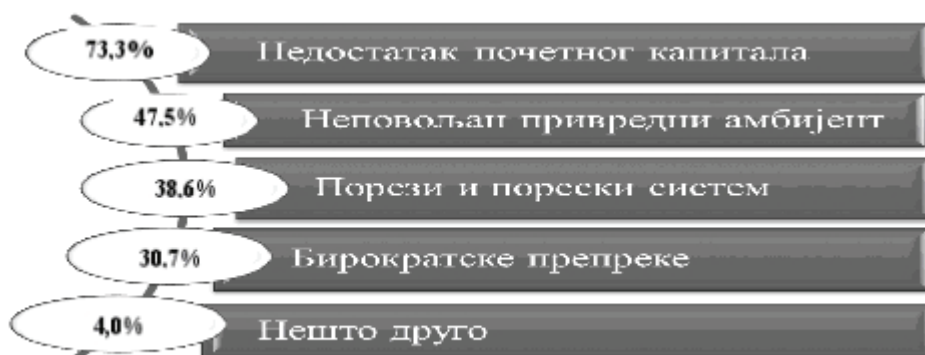 73,3% Недостатак почетног капитала
47,5% Неповољан привредни амбијент
38,6% Порези и порески систем
30,7% Бирократске препреке
4,0% Нешто друго